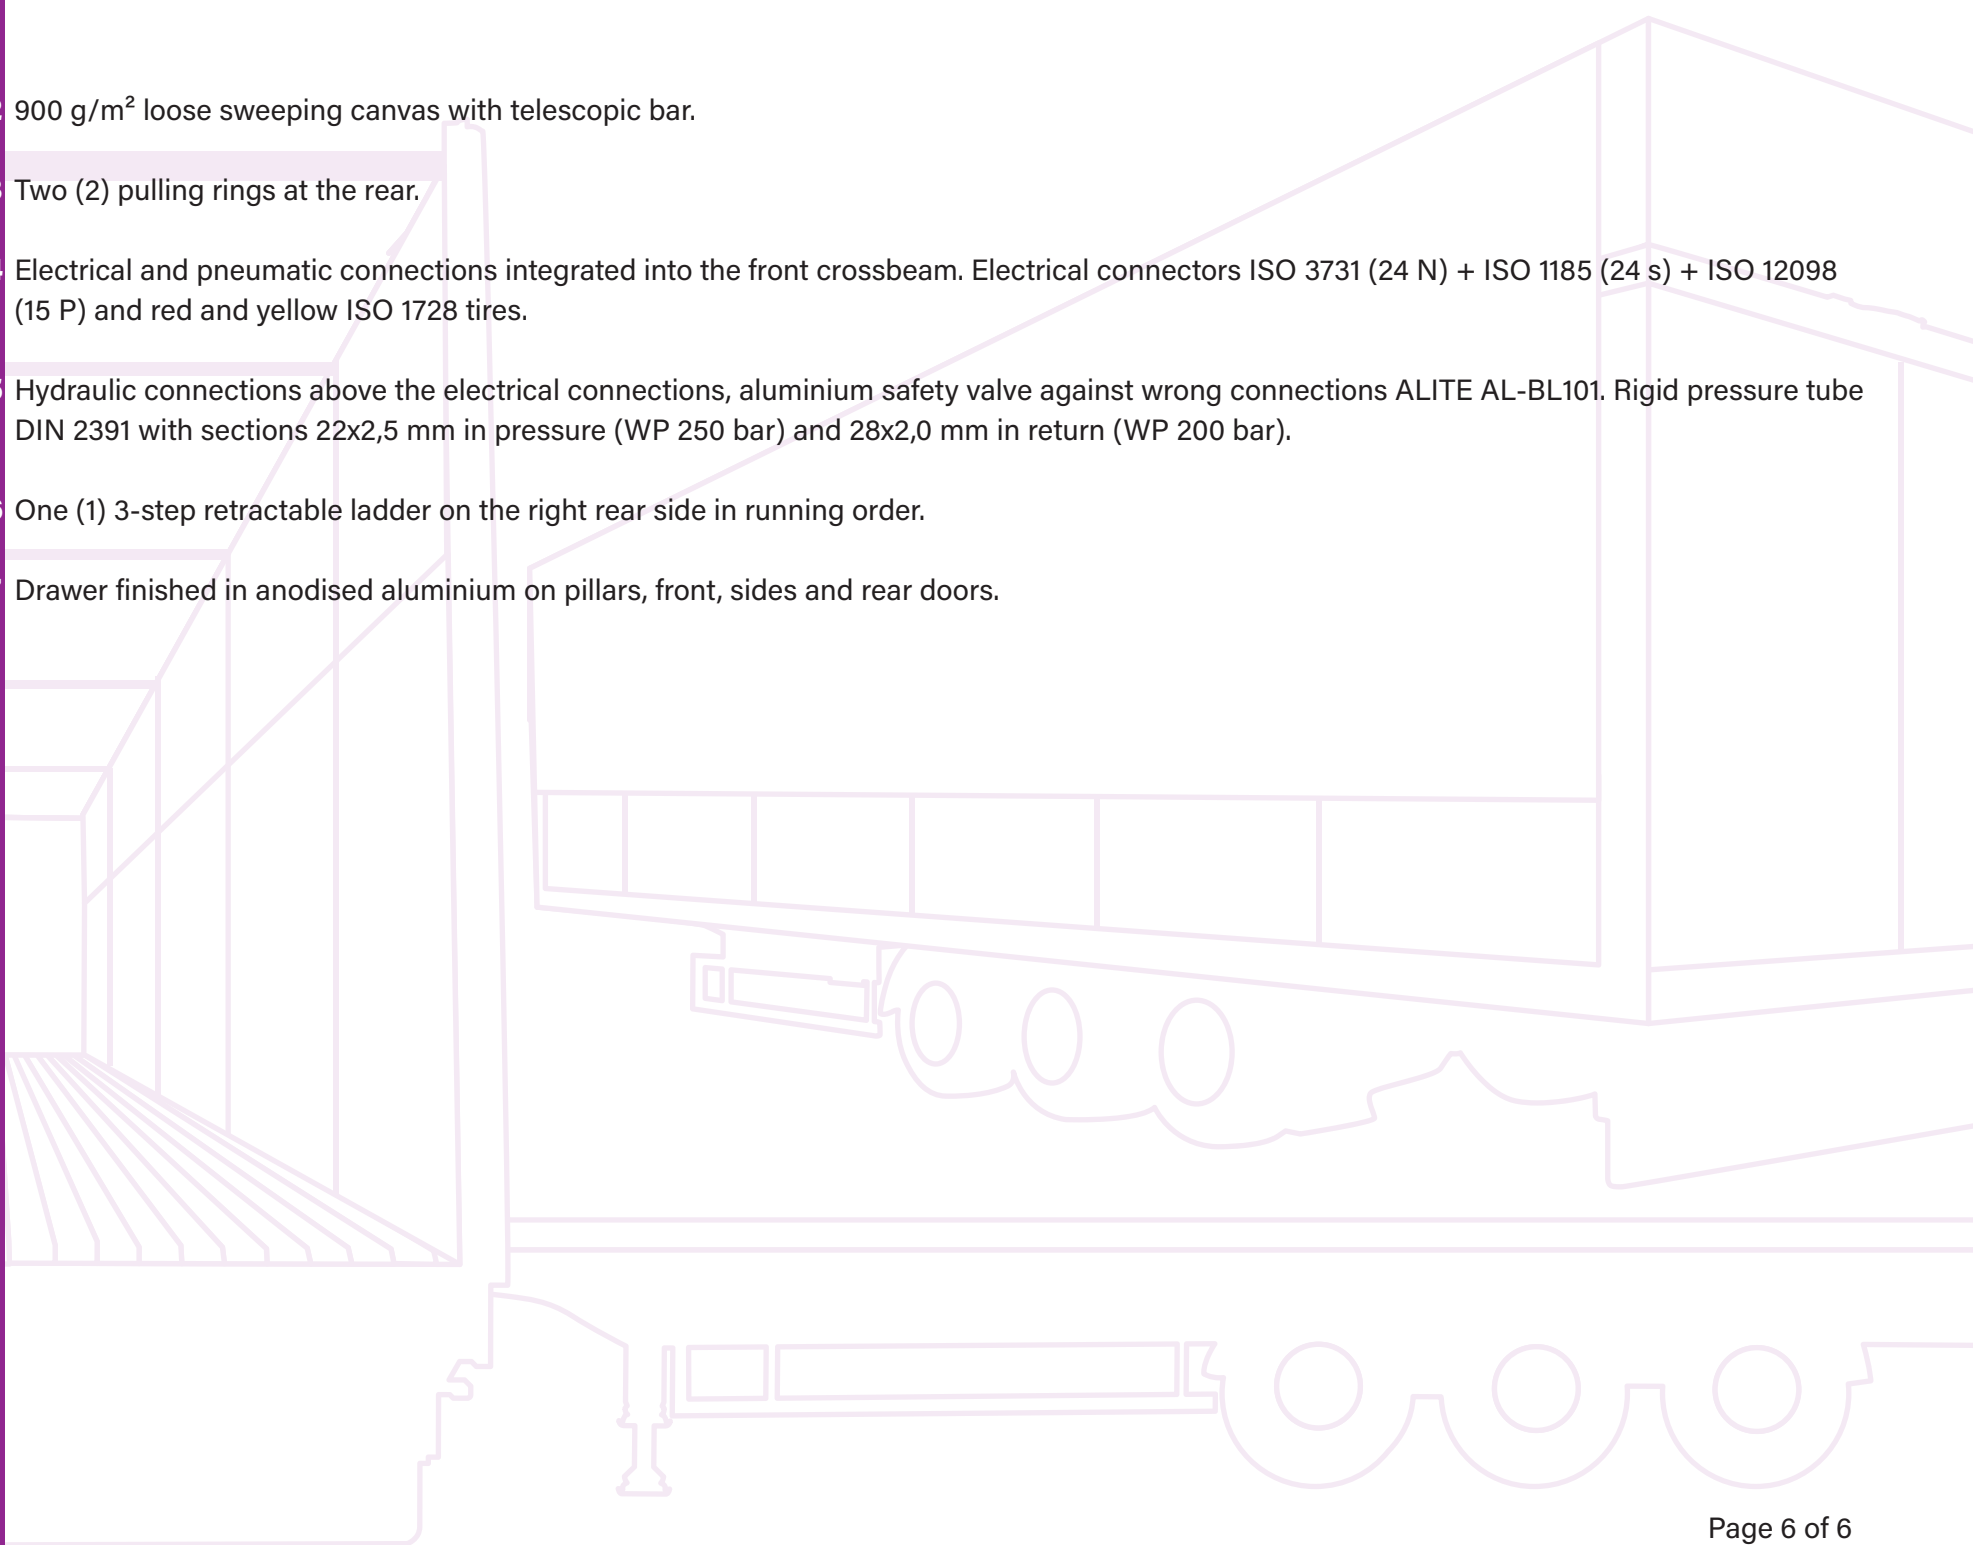 900 g/m² loose sweeping canvas with telescopic bar.
Two (2) pulling rings at the rear.
Electrical and pneumatic connections integrated into the front crossbeam. Electrical connectors ISO 3731 (24 N) + ISO 1185 (24 s) + ISO 12098
(15 P) and red and yellow ISO 1728 tires.
Hydraulic connections above the electrical connections, aluminium safety valve against wrong connections ALITE AL-BL101. Rigid pressure tube
DIN 2391 with sections 22x2,5 mm in pressure (WP 250 bar) and 28x2,0 mm in return (WP 200 bar).
One (1) 3-step retractable ladder on the right rear side in running order.
Drawer finished in anodised aluminium on pillars, front, sides and rear doors.
Page 6 of 6